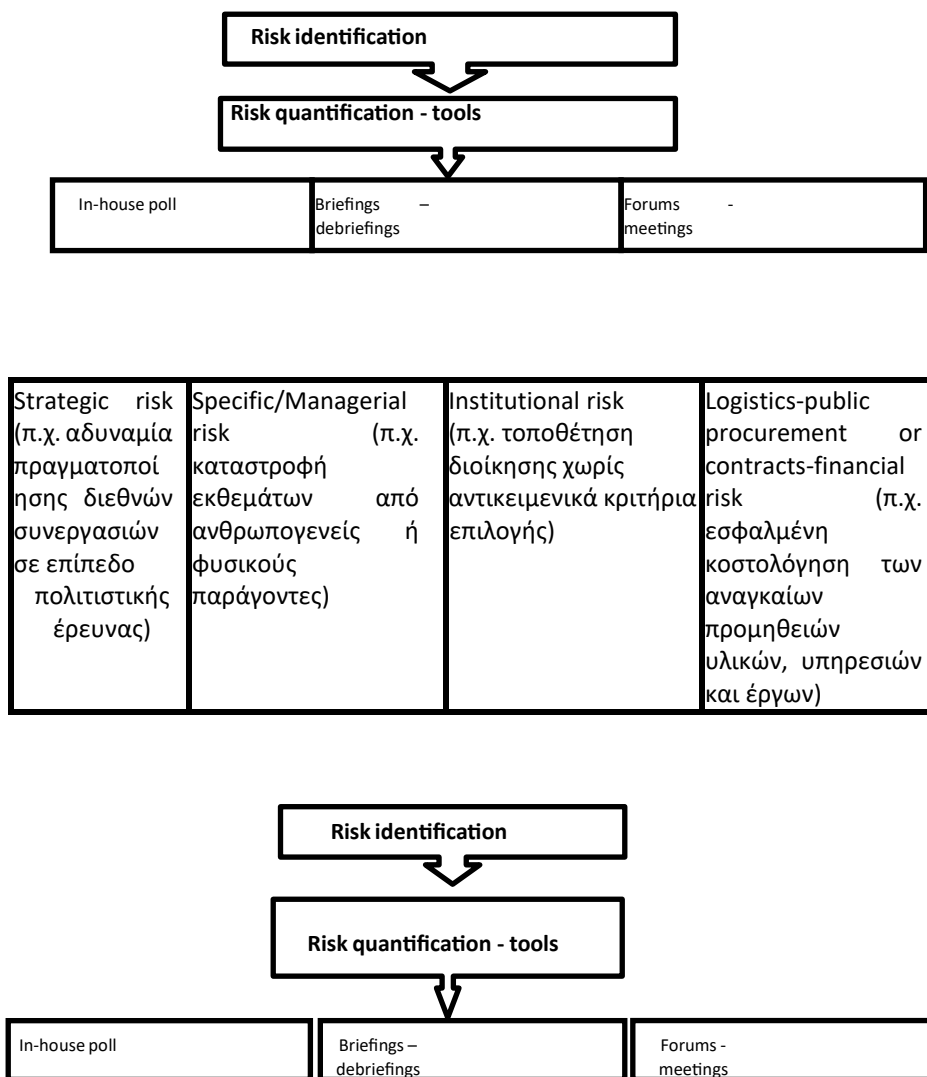 Risk identification
Risk quantification - tools
In-house poll
Briefings –
debriefings
Forums -
meetings
Strategic risk
(π.χ. αδυναμία
πραγματοποί
ησης διεθνών
συνεργασιών
σε επίπεδο
πολιτιστικής
έρευνας)
Specific/Managerial
risk (π.χ.
καταστροφή
εκθεμάτων από
ανθρωπογενείς ή
φυσικούς
παράγοντες)
Institutional risk
(π.χ. τοποθέτηση
διοίκησης χωρίς
αντικειμενικά κριτήρια
επιλογής)
Logistics-public
procurement or
contracts-financial
risk (π.χ.
εσφαλμένη
κοστολόγηση των
αναγκαίων
προμηθειών
υλικών, υπηρεσιών
και έργων)
Risk identification
Risk quantification - tools
In-house poll
Briefings –
debriefings
Forums -
meetings